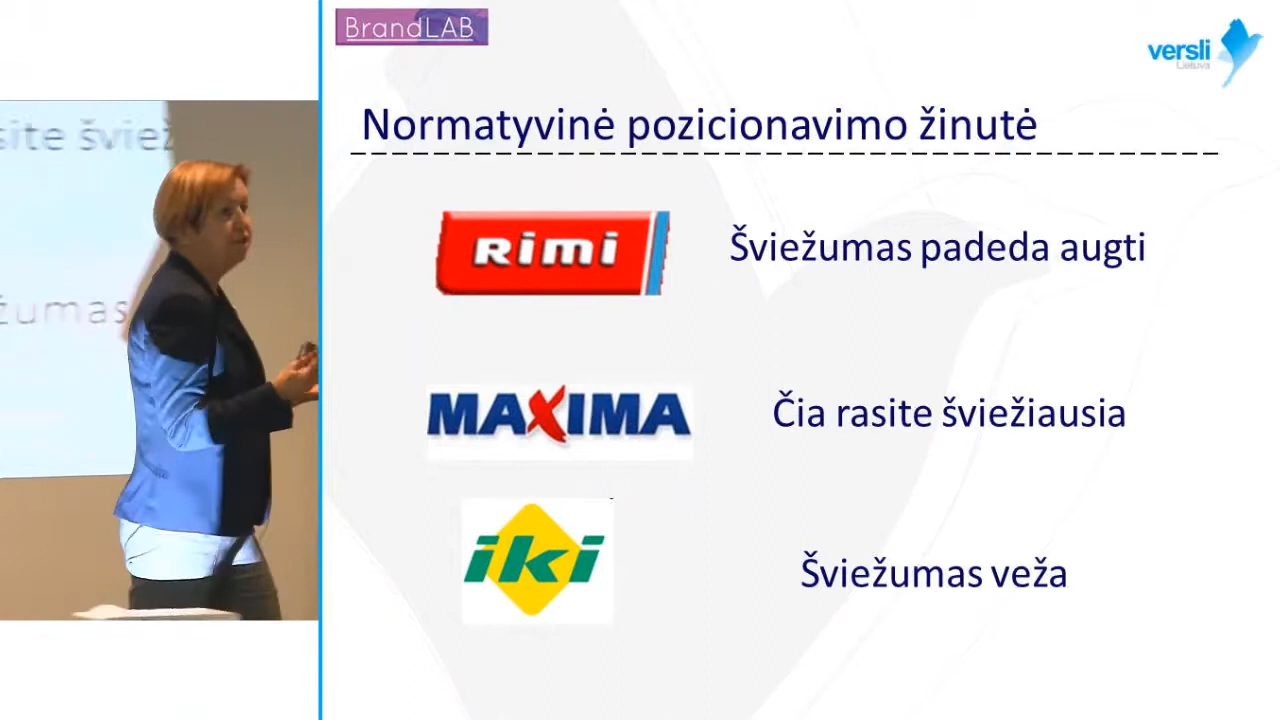 BrandLAB
versli
Lietuva
Normatyvinė pozicionavimo žinutė
Rimi
Šviežumas padeda augti
MAXIMA
Čia rasite šviežiausia
iki
Šviežumas veža
site švież
žumas